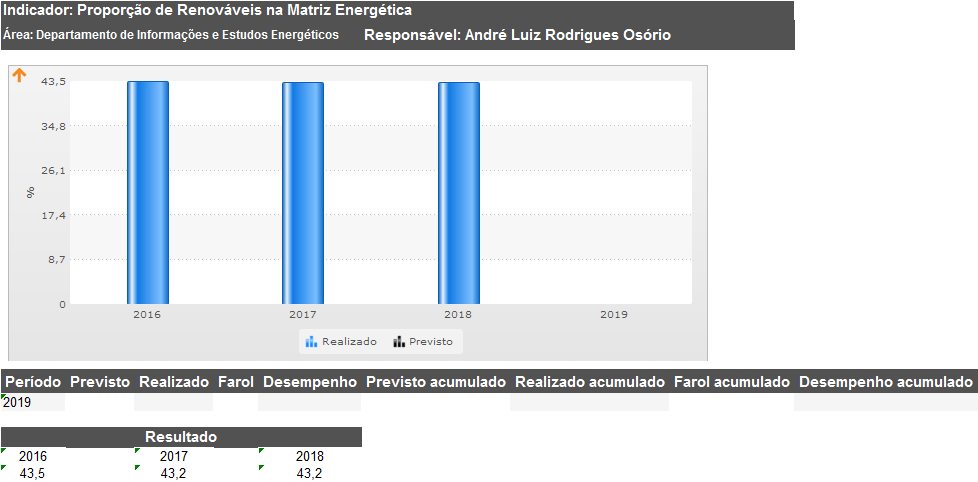 Indicador: Proporção de Renováveis na Matriz Energética
Área: Departamento de Informações e Estudos Energéticos Responsável: André Luiz Rodrigues Osório
43,5
34,8
26,1
%
17,4
8,7
0
2016 2017 2018 2019
Realizado Previsto
Período Previsto Realizado Farol Desempenho Previsto acumulado Realizado acumulado Farol acumulado Desempenho acumulado
2019
Resultado
2016 2017 2018
43,5 43,2 43,2